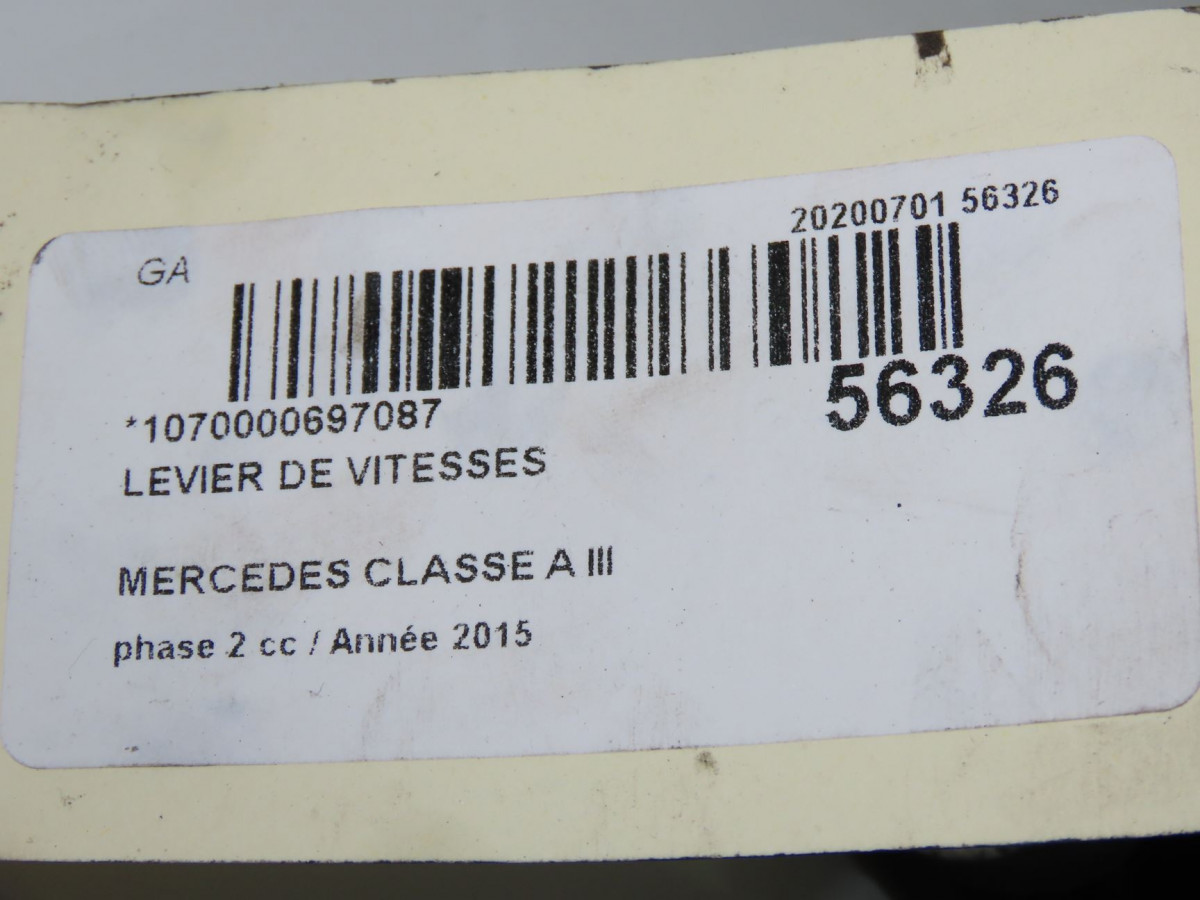 20200701 56326
GA
56326
*1070000697087
LEVIER DE VITESSES
MERCEDES CLASSE A III
phase 2 cc / Année 2015